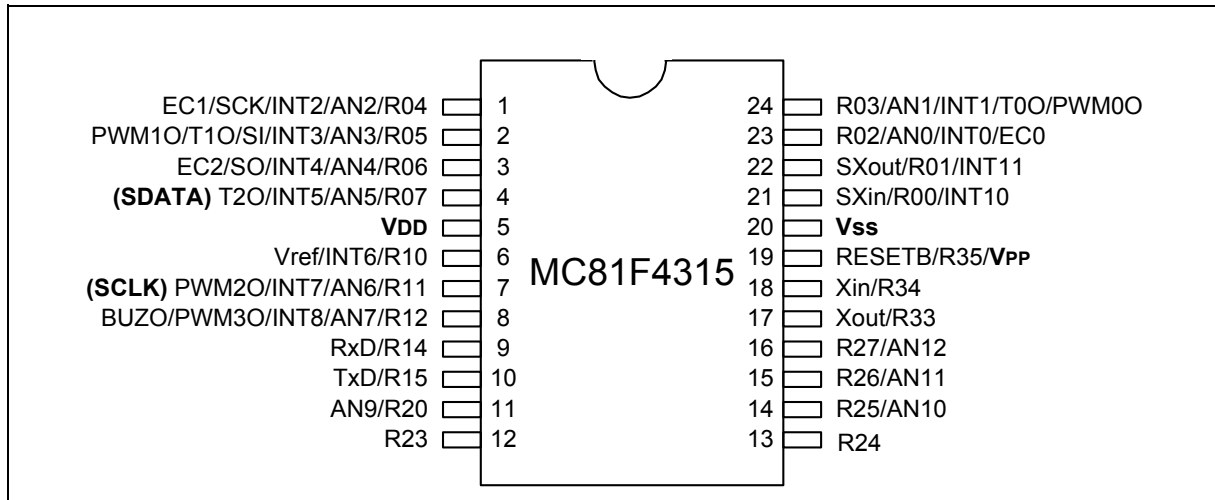 EC1/SCK/INT2/AN2/R04 1 24 R03/AN1/INT1/T0O/PWM0O
PWM1O/T1O/SI/INT3/AN3/R05 2 23 R02/AN0/INT0/EC0
EC2/SO/INT4/AN4/R06 3 22 SXout/R01/INT11
(SDATA) T2O/INT5/AN5/R07 4 21 SXin/R00/INT10
VDD 5 20 Vss
Vref/INT6/R10 6 19 RESETB/R35/VPP
MC81F4315
(SCLK) PWM2O/INT7/AN6/R11 7 18 Xin/R34
BUZO/PWM3O/INT8/AN7/R12 8 17 Xout/R33
RxD/R14 9 16 R27/AN12
TxD/R15 10 15 R26/AN11
AN9/R20 11 14 R25/AN10
R23 12 13 R24